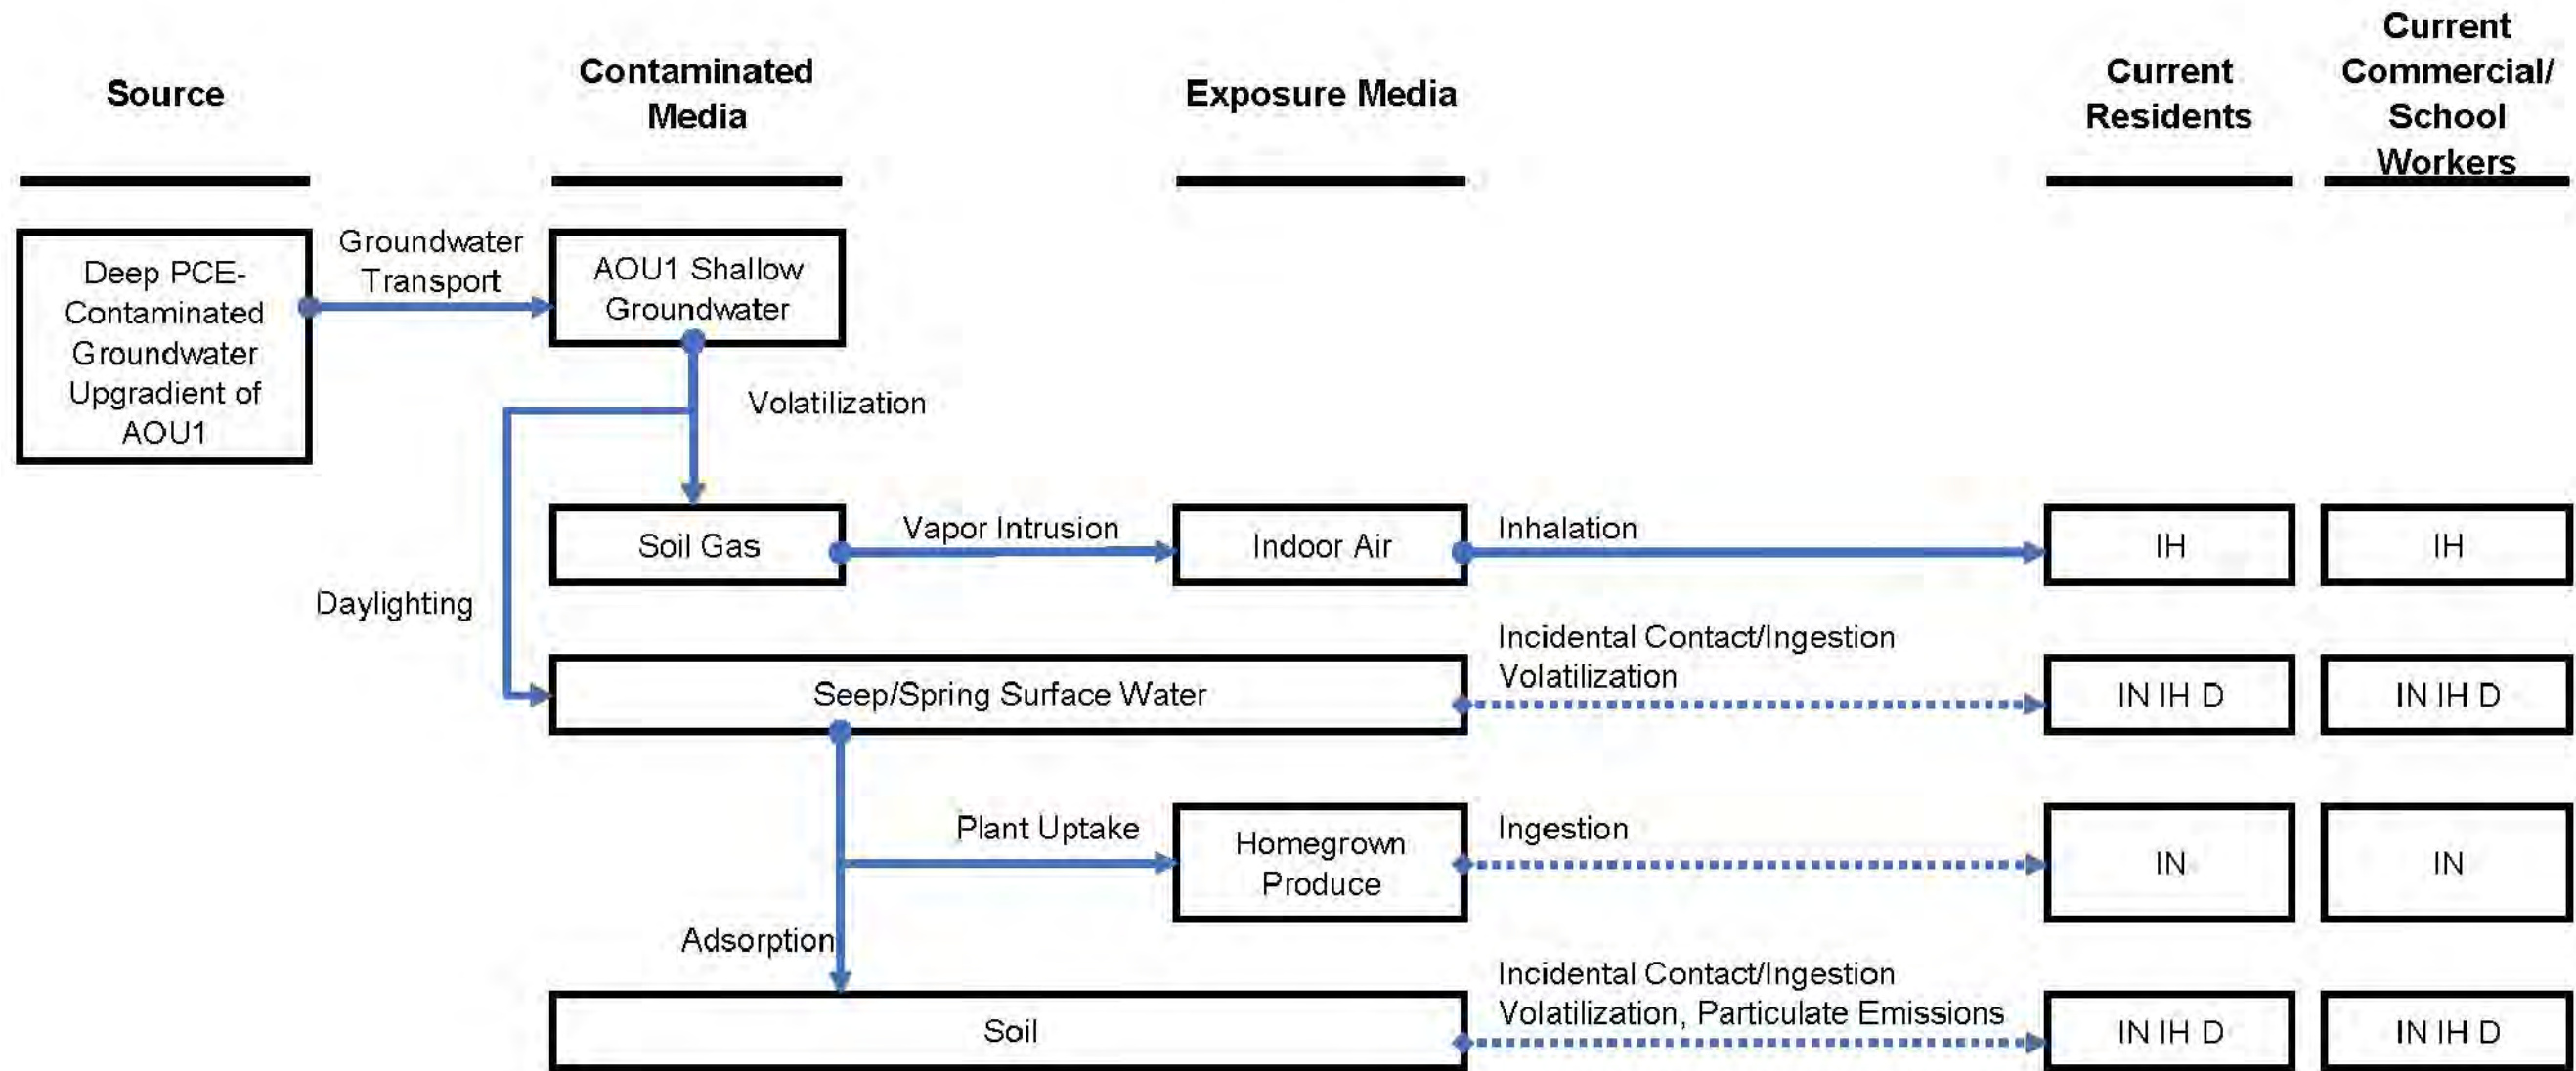 Source
Contaminated
Media
Exposure Media
Current
Residents
Current
Commercial/
School
Workers
Deep PCE-
Contaminated
Groundwater
Upgradient of
AOU1
Groundwater
Transport
AOU1 Shallow
Groundwater
Volatilization
Daylighting
Soil Gas
Vapor Intrusion
Indoor Air
Inhalation
IH
IH
Seep/Spring Surface Water
Incidental Contact/Ingestion
Volatilization
IN IH D
IN IH D
Plant Uptake
Homegrown
Produce
Ingestion
IN
IN
Adsorption
Soil
Incidental Contact/Ingestion
Volatilization, Particulate Emissions
IN IH D
IN IH D